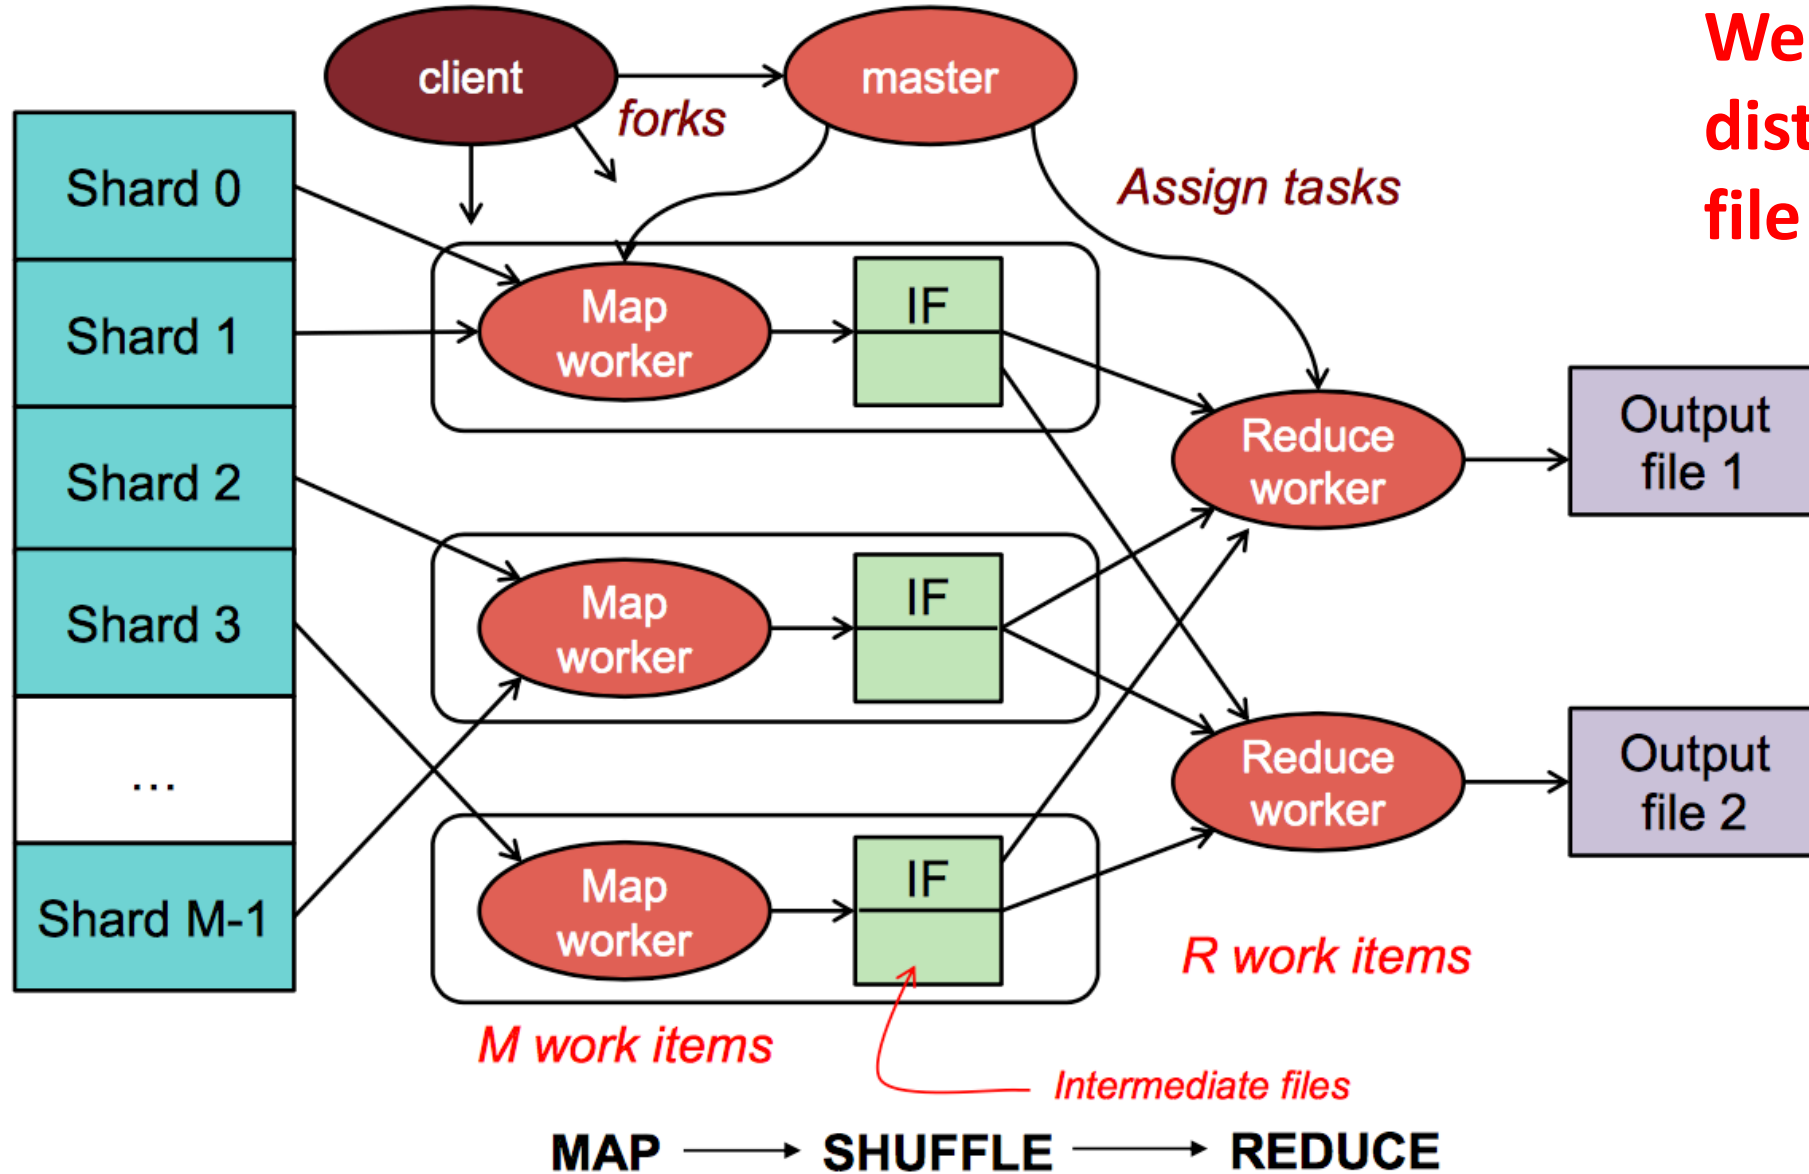 client
master
We
forks
dist
Assign tasks
file
Shard 0
Shard 1
Shard 2
Shard 3
...
Shard M-1
Map
worker
IF
Map
worker
IF
Map
worker
IF
Reduce
worker
Reduce
worker
Output
file 1
Output
file 2
R work items
M work items
Intermediate files
MAP SHUFFLE REDUCE